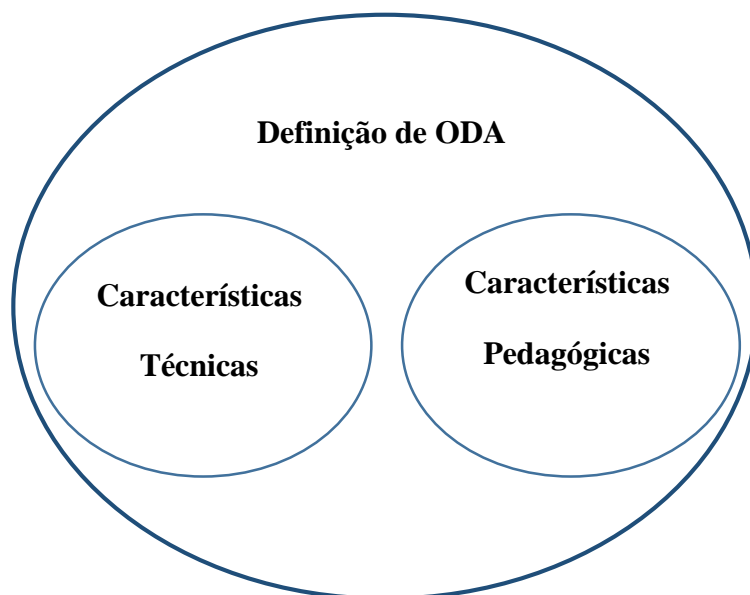 Definição de ODA
Características
Técnicas
Características
Pedagógicas